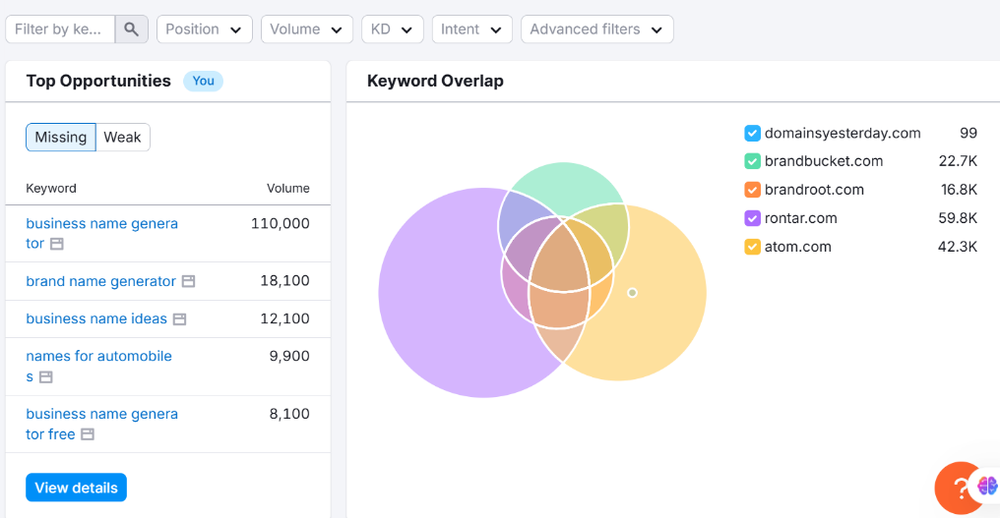 Filter by ke...
Position
Volume
KD
Intent
Advanced filters
Top Opportunities
You
Missing
Weak
Keyword
Volume
business name genera
tor
110,000
brand name generator
18,100
business name ideas
12,100
names for automobile
s
9,900
business name genera
tor free
8,100
View details
Keyword Overlap
domainsyesterday.com 99
brandbucket.com 22.7K
brandroot.com 16.8K
rontar.com 59.8K
atom.com 42.3K
?